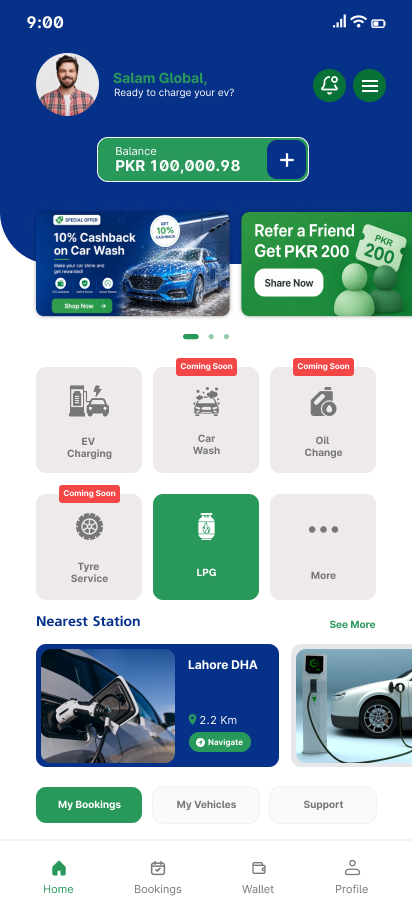 9:00
Salam Global,
Ready to charge your ev?
Balance
PKR 100,000.98
SPECIAL OFFER
10% Cashback
on Car Wash
Make your car shine and
get rewarded!
Shop Now
GET
10%
CASHBACK
Refer a Friend
Get PKR 200
Share Now
PKR
200
EV
Charging
Coming Soon
Car
Wash
Coming Soon
Oil
Change
Coming Soon
Tyre
Service
LPG
More
Nearest Station
See More
Lahore DHA
2.2 Km
Navigate
My Bookings
My Vehicles
Support
Home
Bookings
Wallet
Profile